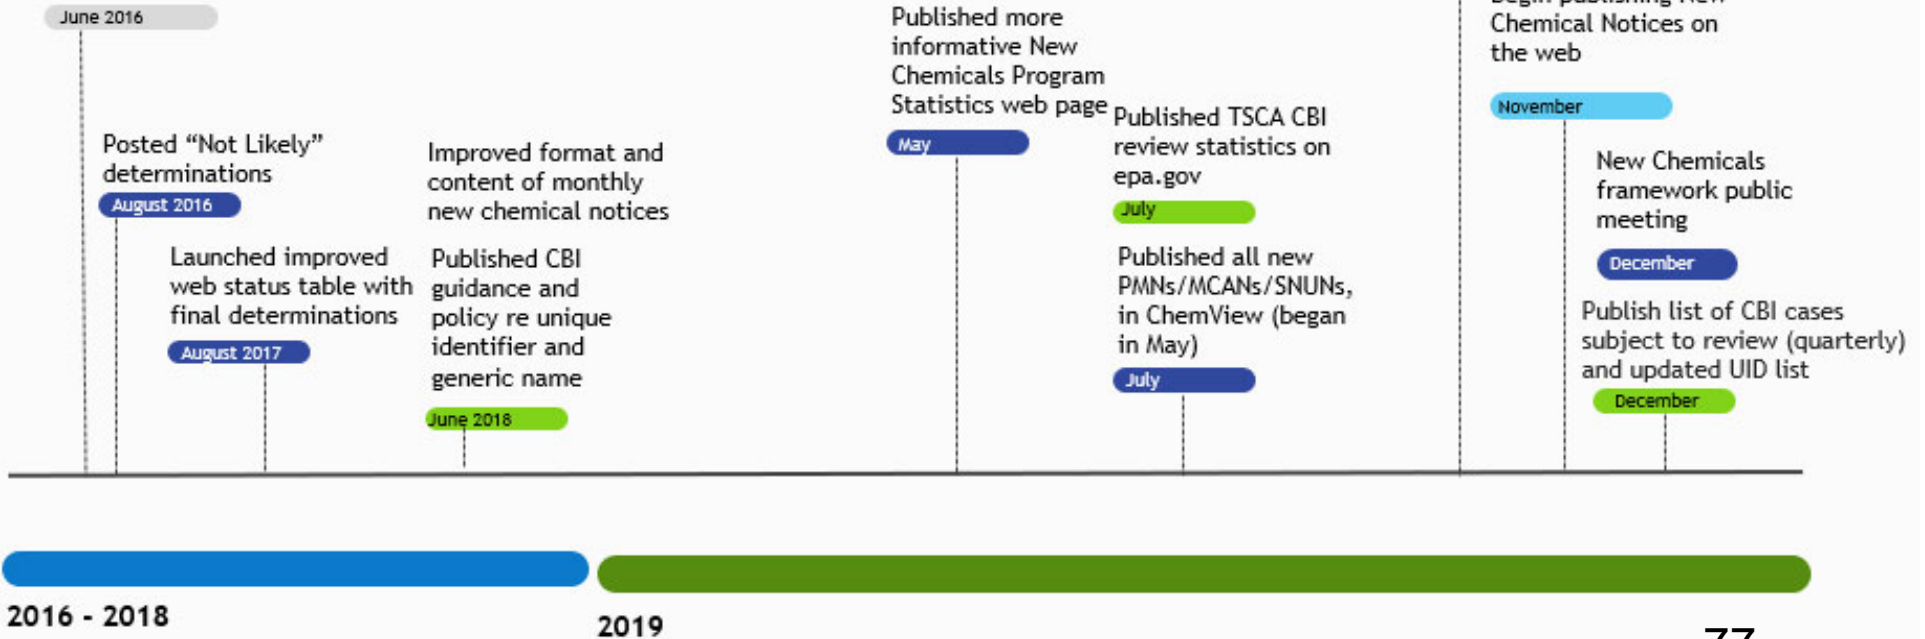 June 2016
Posted “Not Likely”
determinations
August 2016
Launched improved
web status table with
final determinations
August 2017
Improved format and
content of monthly
new chemical notices
Published CBI
guidance and
policy re unique
identifier and
generic name
June 2018
Published more
informative New
Chemicals Program
Statistics web page
May
Published TSCA CBI
review statistics on
epa.gov
July
Published all new
PMNs/MCANs/SNUNs,
in ChemView (began
in May)
July
Begin publishing New
Chemical Notices on
the web
November
New Chemicals
framework public
meeting
December
Publish list of CBI cases
subject to review (quarterly)
and updated UID list
December
2016 - 2018
2019